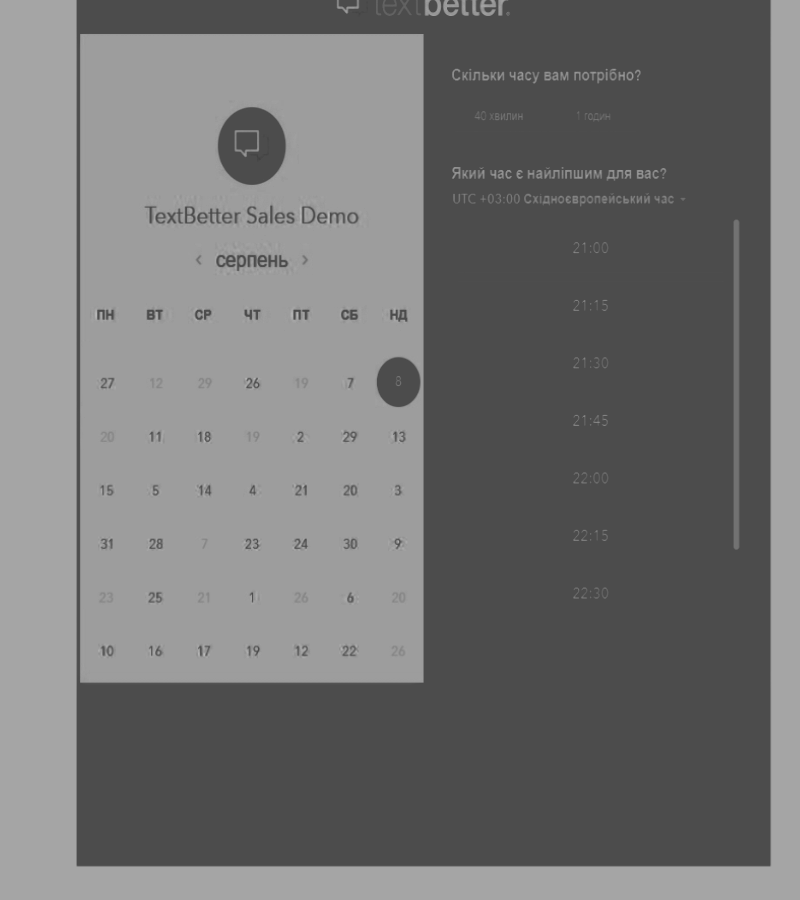 textbetter.
TextBetter Sales Demo
‹ серпень ›
ПН ВТ СР ЧТ ПТ СБ НД
27 12 29 26 19 7 8
20 11 18 19 2 29 13
15 5 14 4 21 20 3
31 28 7 23 24 30 9
23 25 21 1 26 6 20
10 16 17 19 12 22 26
Скільки часу вам потрібно?
40 хвилин 1 годин
Який час є найліпшим для вас?
UTC +03:00 Східноєвропейський час
21:00
21:15
21:30
21:45
22:00
22:15
22:30